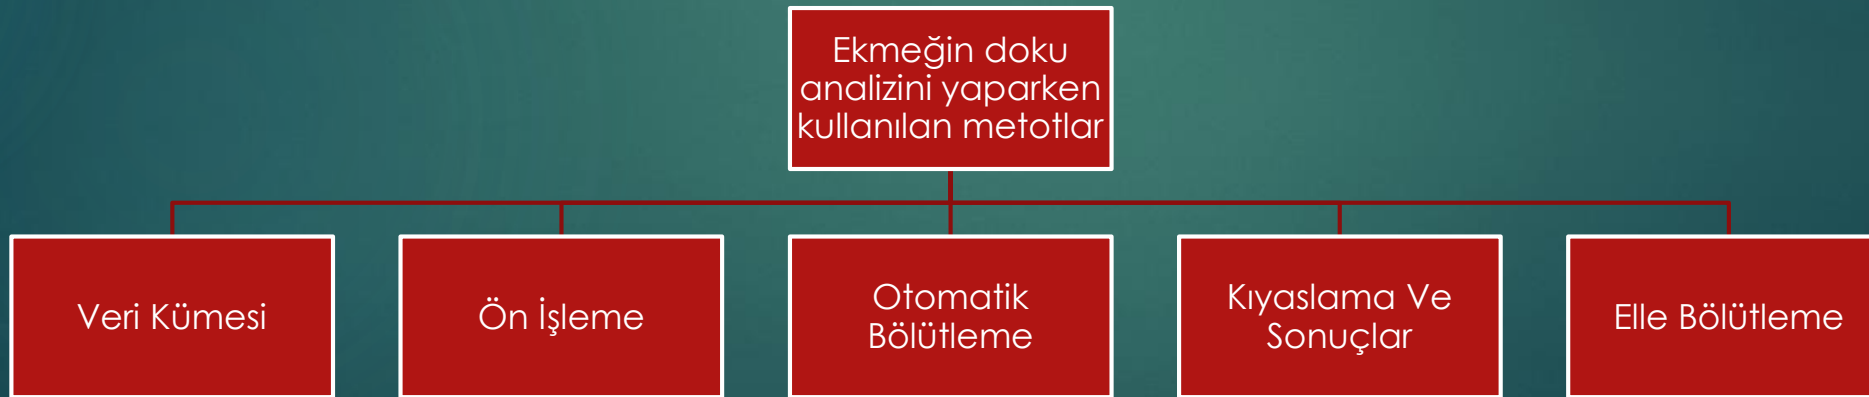 Ekmeğin doku
analizini yaparken
kullanılan metotlar
Veri Kümesi
Ön İşleme
Otomatik
Bölütleme
Kıyaslama Ve
Sonuçlar
Elle Bölütleme